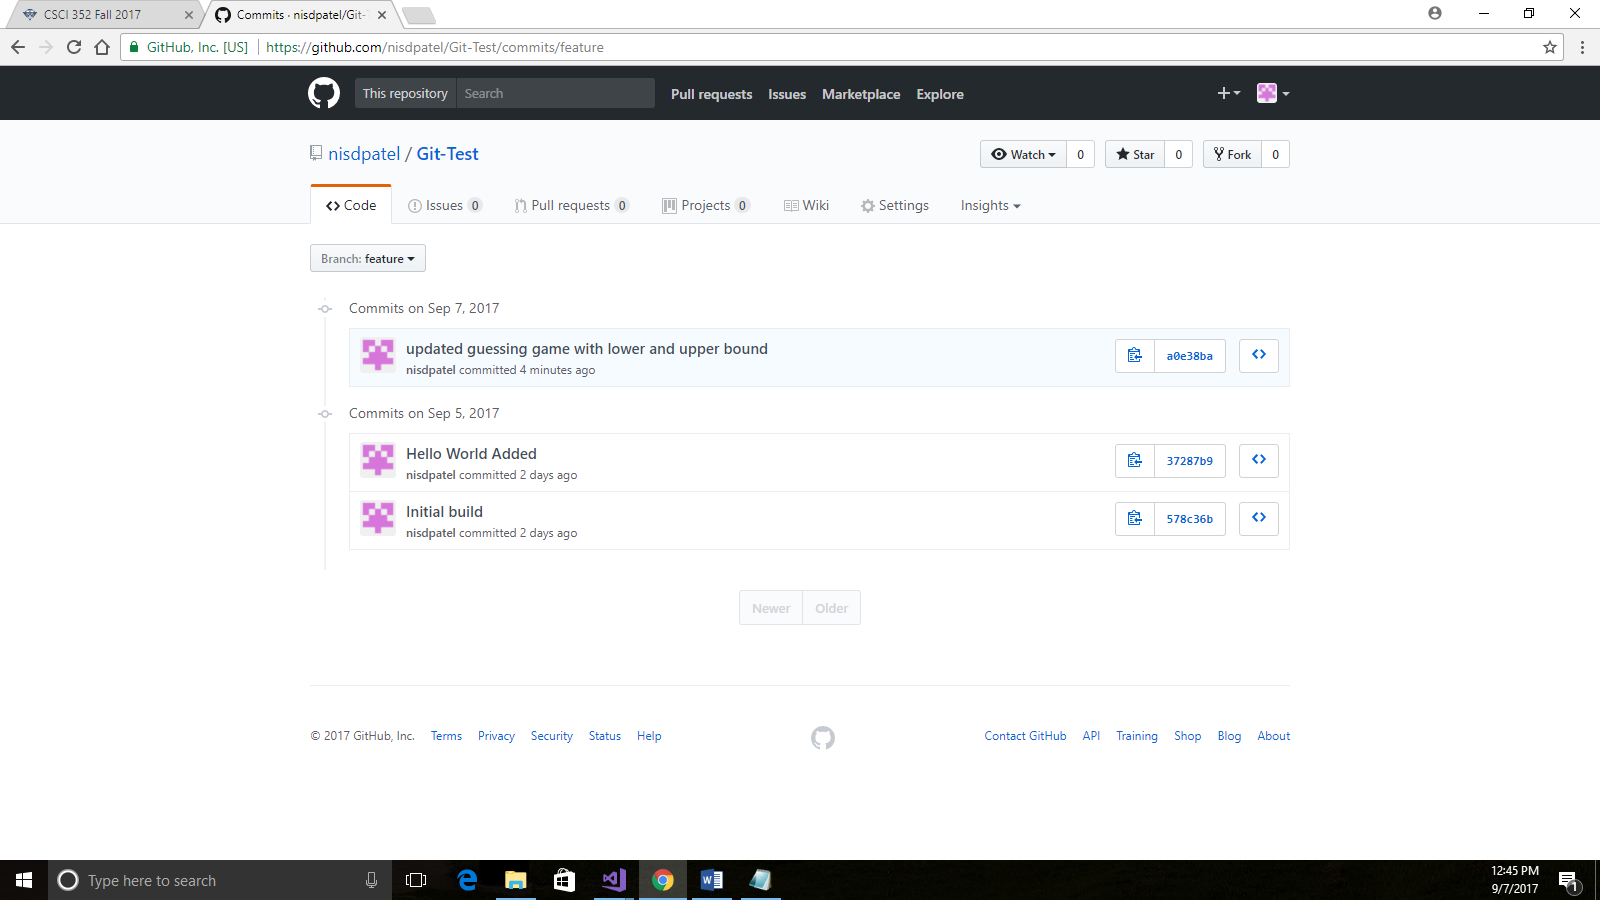 CSCI 352 Fall 2017
Commits · nisdpatel/Git-T
GitHub, Inc. [US] https://github.com/nisdpatel/Git-Test/commits/feature
This repository Search Pull requests Issues Marketplace Explore
nisdpatel / Git-Test
Watch 0 Star 0 Fork 0
Code Issues 0 Pull requests 0 Projects 0 Wiki Settings Insights
Branch: feature
Commits on Sep 7, 2017
updated guessing game with lower and upper bound
nisdpatel committed 4 minutes ago
a0e38ba
Commits on Sep 5, 2017
Hello World Added
nisdpatel committed 2 days ago
37287b9
Initial build
nisdpatel committed 2 days ago
578c36b
Newer Older
© 2017 GitHub, Inc. Terms Privacy Security Status Help
Contact GitHub API Training Shop Blog About
Type here to search
12:45 PM
9/7/2017
1